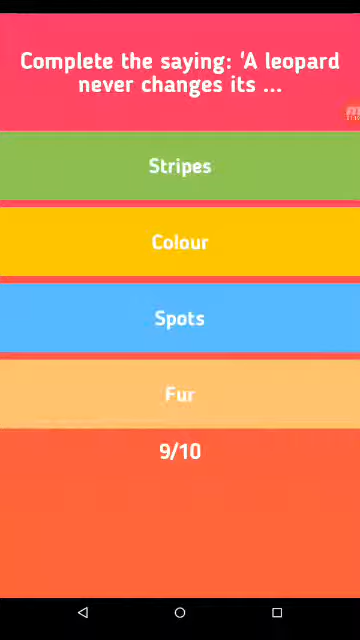 Complete the saying: 'A leopard
never changes its ...
Stripes
Colour
Spots
Fur
9/10